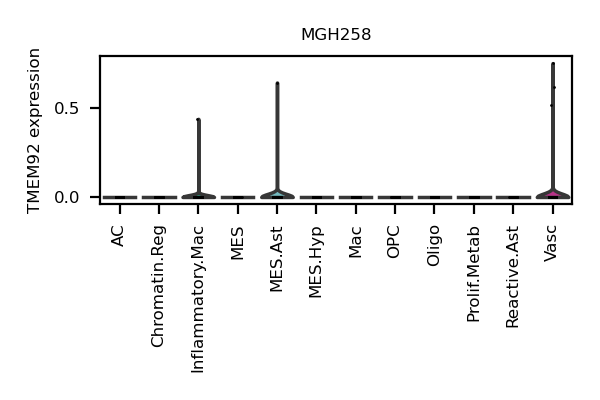 MGH258
TMEM92 expression
0.5
0.0
AC
Chromatin.Reg
Inflammatory.Mac
MES
MES.Ast
MES.Hyp
Mac
OPC
Oligo
Prolif.Metab
Reactive.Ast
Vasc